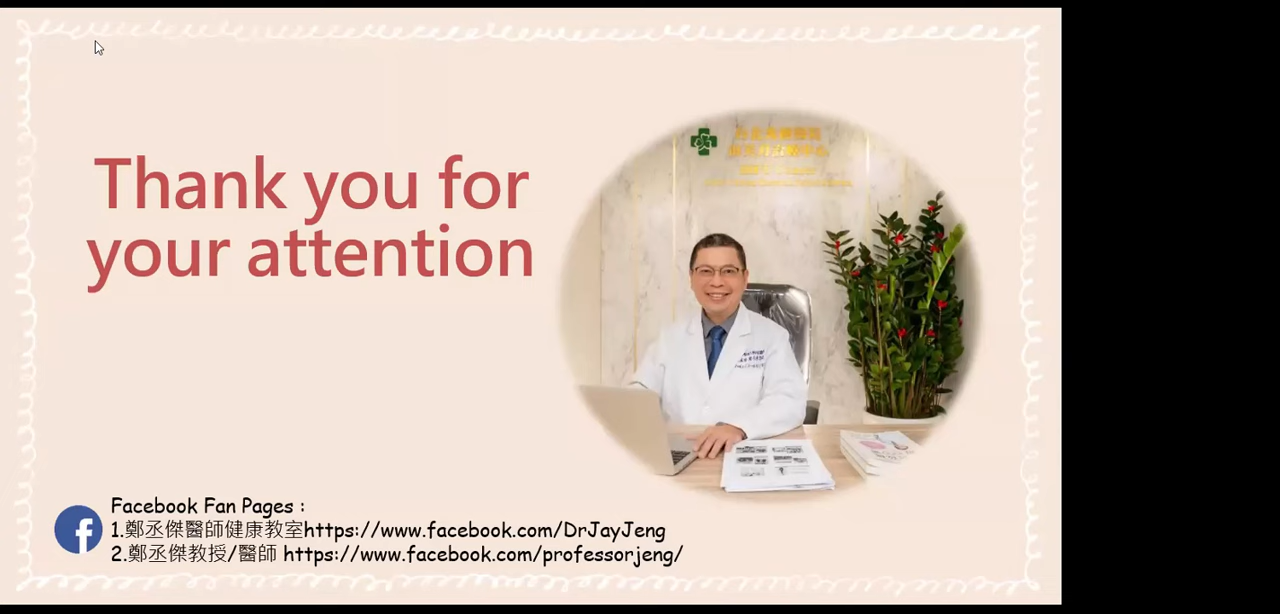 Thank you for
your attention
Facebook Fan Pages :
1.鄭丞傑醫師健康教室https://www.facebook.com/DrJayJeng
2.鄭丞傑教授/醫師 https://www.facebook.com/professorjeng/